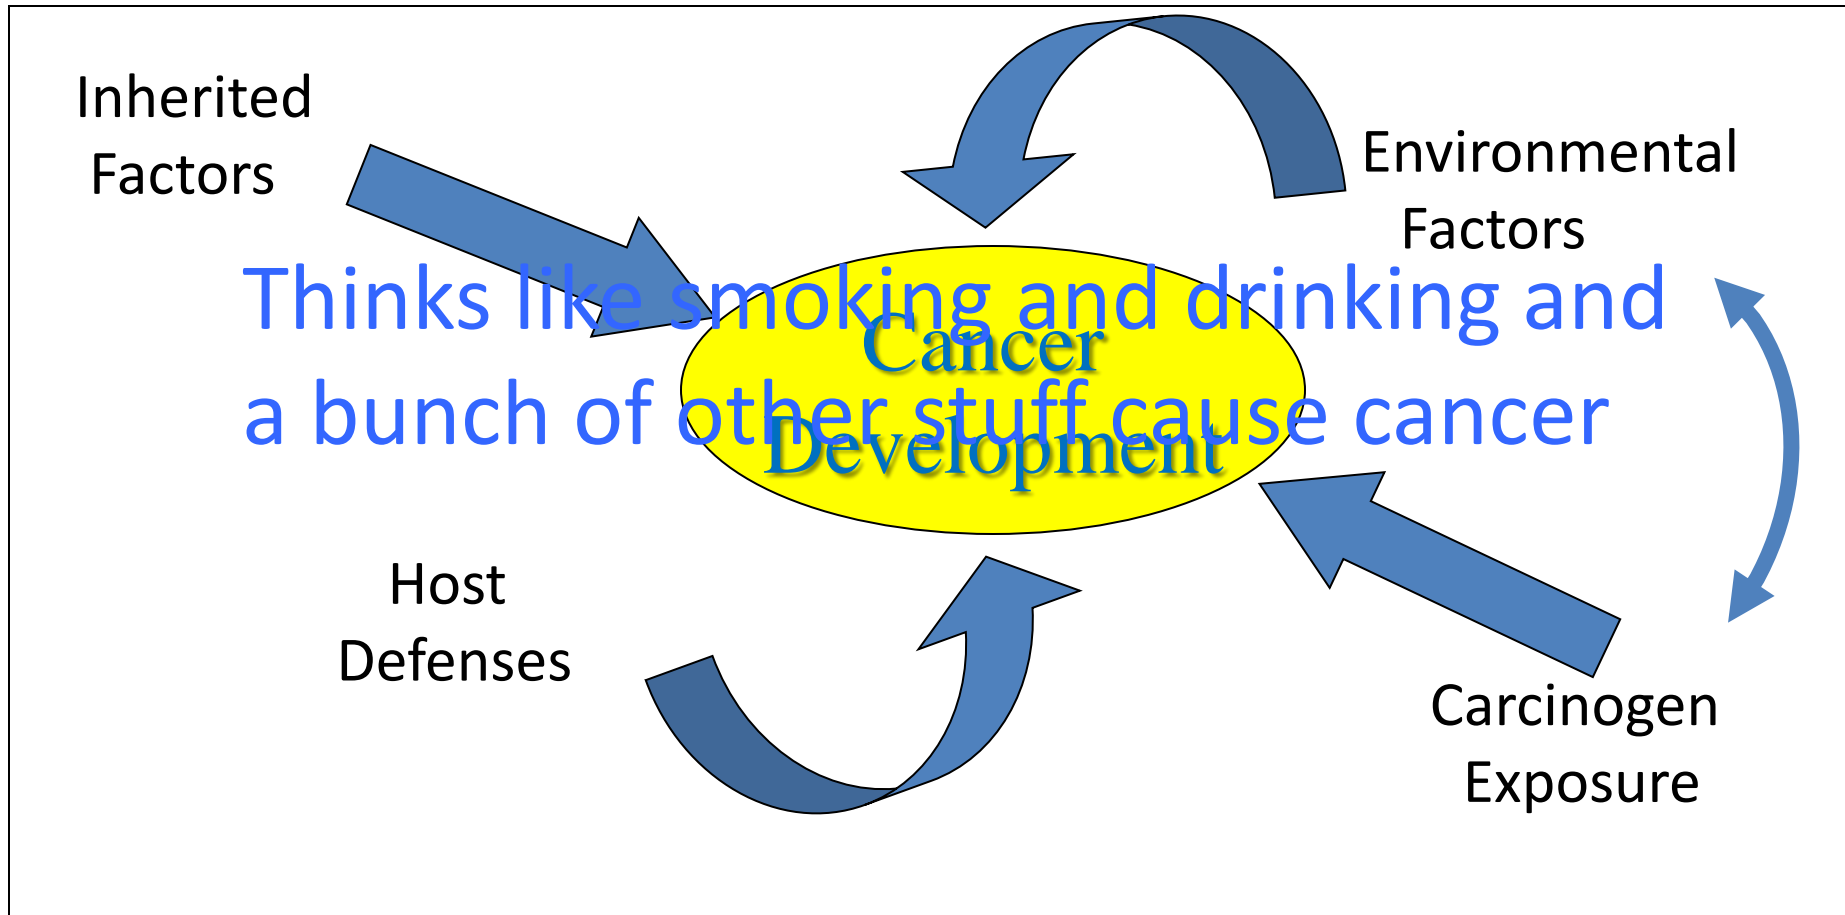 Inherited
Factors
Environmental
Factors
Thinks like smoking and drinking and
a bunch of other stuff cause cancer
Cancer
Development
Host
Defenses
Carcinogen
Exposure